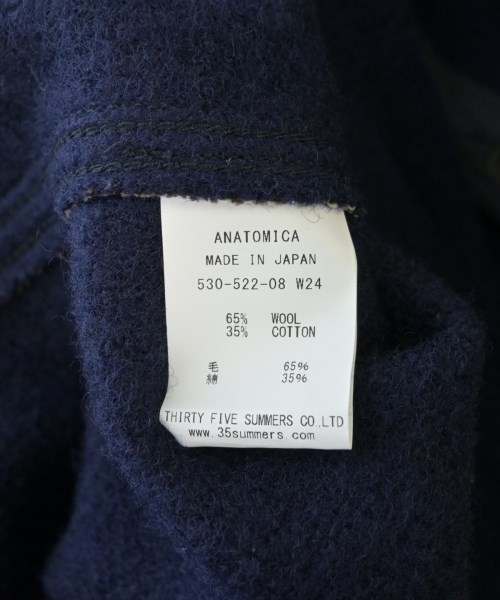 ANATOMICA
MADE IN JAPAN
530-522-08 W24
65% WOOL
35% COTTON
毛 65%
綿 35%
THIRTY FIVE SUMMERS CO.,LTD
www.35summers.com